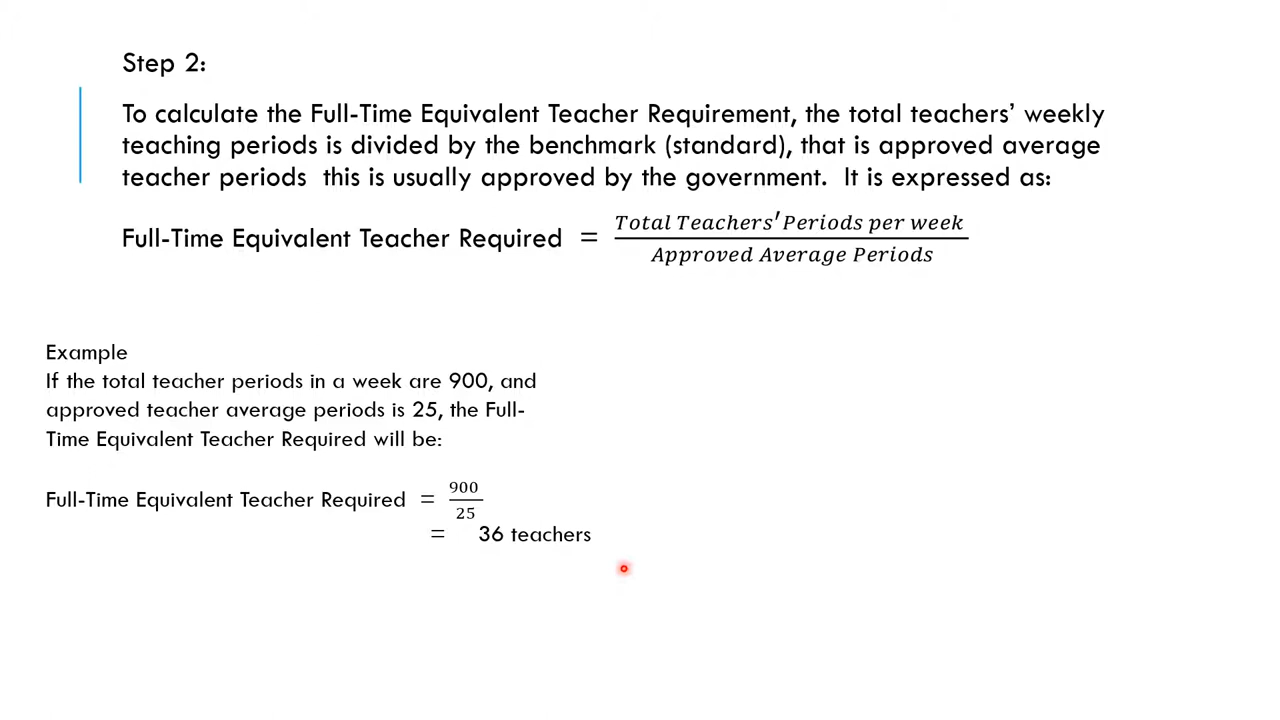 Step 2:
To calculate the Full-Time Equivalent Teacher Requirement, the total teachers’ weekly
teaching periods is divided by the benchmark (standard), that is approved average
teacher periods  this is usually approved by the government.  It is expressed as:
Full-Time Equivalent Teacher Required = Total Teachers′Periods per week / Approved Average Periods
Example
If the total teacher periods in a week are 900, and
approved teacher average periods is 25, the Full-
Time Equivalent Teacher Required will be:
Full-Time Equivalent Teacher Required = 900 / 25
= 36 teachers